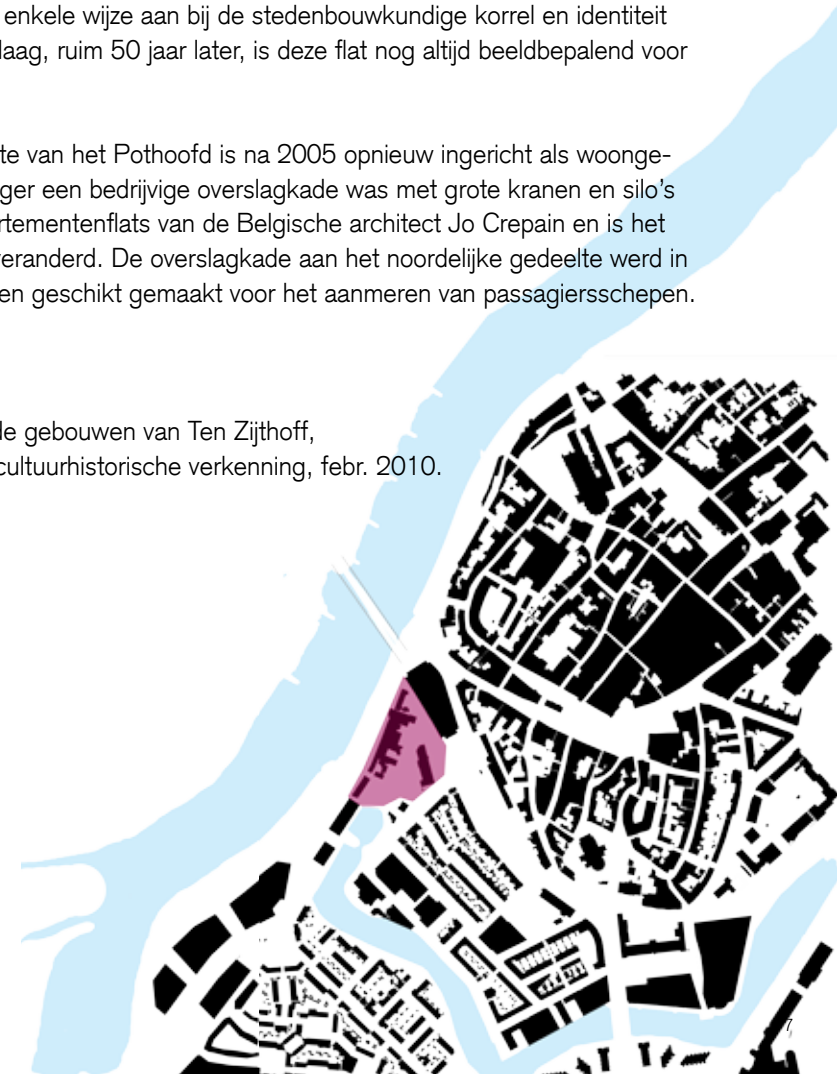 enkele wijze aan bij de stedenbouwkundige korrel en identiteit
laag, ruim 50 jaar later, is deze flat nog altijd beeldbepalend voor
te van het Pothoofd is na 2005 opnieuw ingericht als woonge-
ger een bedrijvige overslagkade was met grote kranen en silo's
artementenflats van de Belgische architect Jo Crepain en is het
veranderd. De overslagkade aan het noordelijke gedeelte werd in
en geschikt gemaakt voor het aanmeren van passagiersschepen.
de gebouwen van Ten Zijthoff,
cultuurhistorische verkenning, febr. 2010.
7